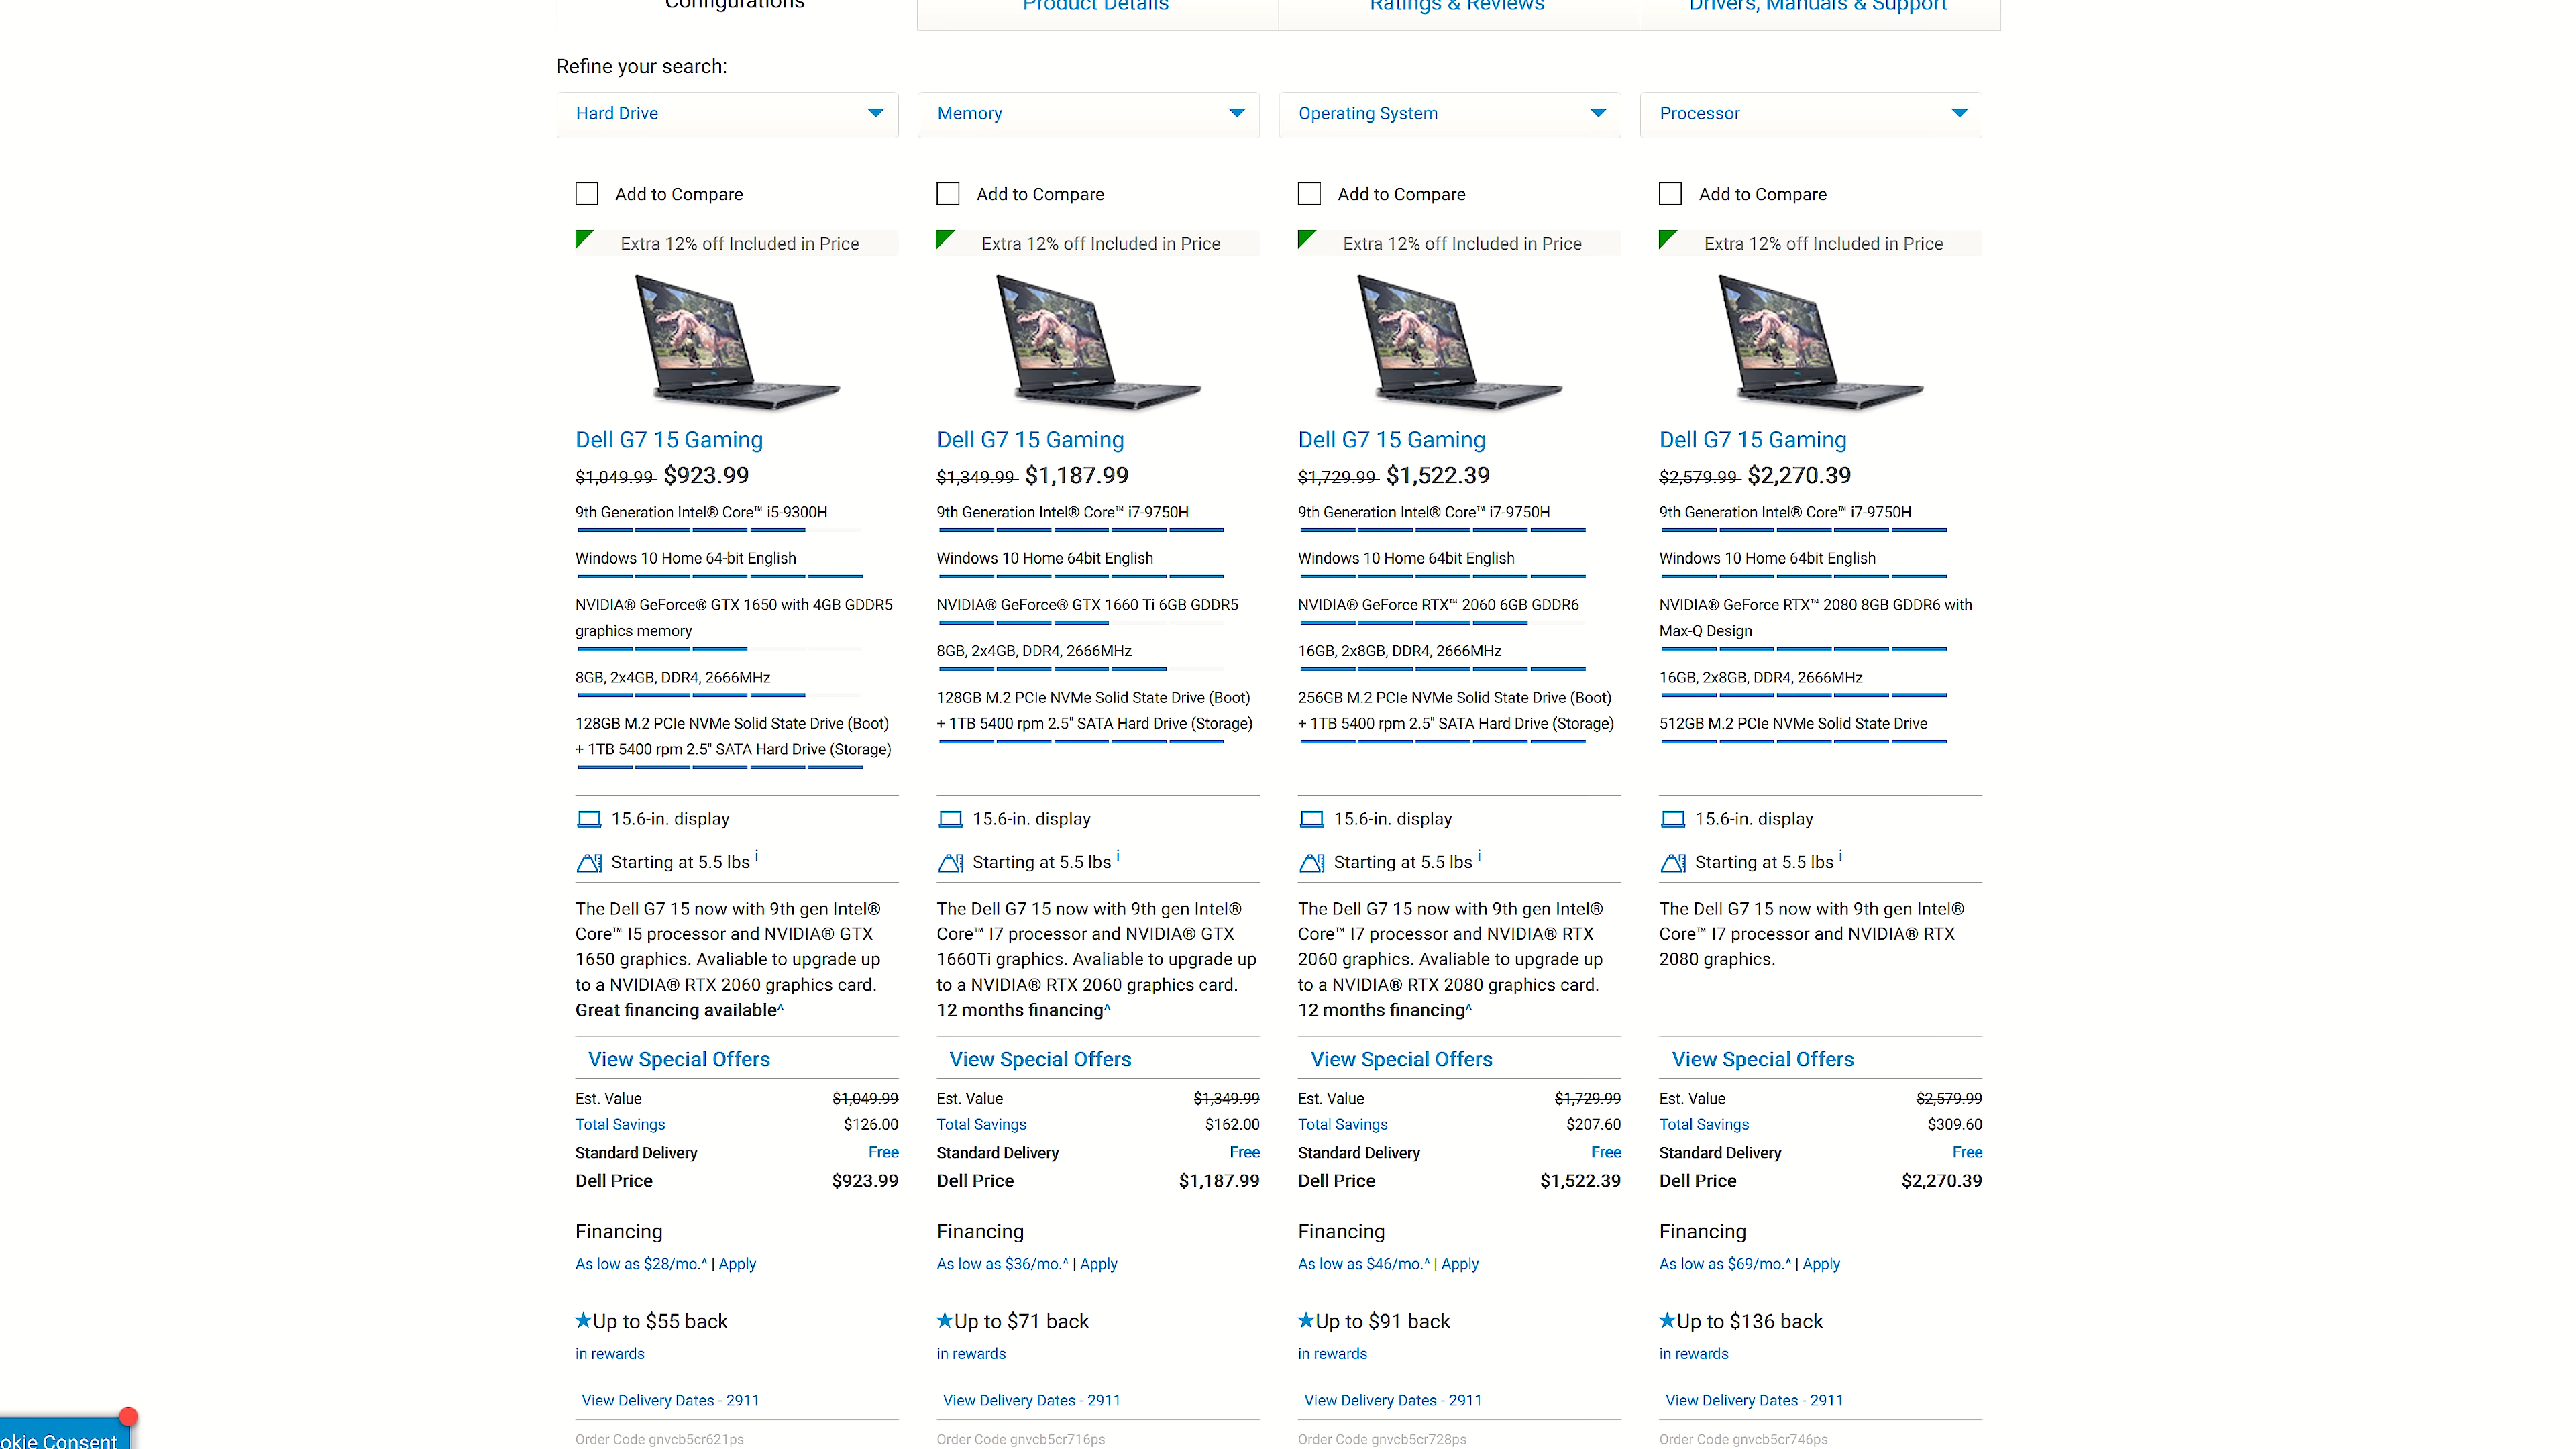 Configurations
Product Details
Ratings & Reviews
Drivers, Manuals & Support
Refine your search:
Hard Drive
Memory
Operating System
Processor
Add to Compare
Add to Compare
Add to Compare
Add to Compare
Extra 12% off Included in Price
Extra 12% off Included in Price
Extra 12% off Included in Price
Extra 12% off Included in Price
Dell G7 15 Gaming
$1,049.99 $923.99
9th Generation Intel® Core™ i5-9300H
Windows 10 Home 64-bit English
NVIDIA® GeForce® GTX 1650 with 4GB GDDR5
graphics memory
8GB, 2x4GB, DDR4, 2666MHz
128GB M.2 PCIe NVMe Solid State Drive (Boot)
+ 1TB 5400 rpm 2.5" SATA Hard Drive (Storage)
15.6-in. display
Starting at 5.5 lbs i
The Dell G7 15 now with 9th gen Intel®
Core™ I5 processor and NVIDIA® GTX
1650 graphics. Avaliable to upgrade up
to a NVIDIA® RTX 2060 graphics card.
Great financing available^
View Special Offers
Est. Value $1,049.99
Total Savings $126.00
Standard Delivery Free
Dell Price $923.99
Financing
As low as $28/mo.^ | Apply
★Up to $55 back
in rewards
View Delivery Dates - 2911
Order Code gnvcb5cr621ps
Dell G7 15 Gaming
$1,349.99 $1,187.99
9th Generation Intel® Core™ i7-9750H
Windows 10 Home 64bit English
NVIDIA® GeForce® GTX 1660 Ti 6GB GDDR5
8GB, 2x4GB, DDR4, 2666MHz
128GB M.2 PCIe NVMe Solid State Drive (Boot)
+ 1TB 5400 rpm 2.5" SATA Hard Drive (Storage)
15.6-in. display
Starting at 5.5 lbs i
The Dell G7 15 now with 9th gen Intel®
Core™ I7 processor and NVIDIA® GTX
1660Ti graphics. Avaliable to upgrade up
to a NVIDIA® RTX 2060 graphics card.
12 months financing^
View Special Offers
Est. Value $1,349.99
Total Savings $162.00
Standard Delivery Free
Dell Price $1,187.99
Financing
As low as $36/mo.^ | Apply
★Up to $71 back
in rewards
View Delivery Dates - 2911
Order Code gnvcb5cr716ps
Dell G7 15 Gaming
$1,729.99 $1,522.39
9th Generation Intel® Core™ i7-9750H
Windows 10 Home 64bit English
NVIDIA® GeForce RTX™ 2060 6GB GDDR6
16GB, 2x8GB, DDR4, 2666MHz
256GB M.2 PCIe NVMe Solid State Drive (Boot)
+ 1TB 5400 rpm 2.5" SATA Hard Drive (Storage)
15.6-in. display
Starting at 5.5 lbs i
The Dell G7 15 now with 9th gen Intel®
Core™ I7 processor and NVIDIA® RTX
2060 graphics. Avaliable to upgrade up
to a NVIDIA® RTX 2080 graphics card.
12 months financing^
View Special Offers
Est. Value $1,729.99
Total Savings $207.60
Standard Delivery Free
Dell Price $1,522.39
Financing
As low as $46/mo.^ | Apply
★Up to $91 back
in rewards
View Delivery Dates - 2911
Order Code gnvcb5cr728ps
Dell G7 15 Gaming
$2,579.99 $2,270.39
9th Generation Intel® Core™ i7-9750H
Windows 10 Home 64bit English
NVIDIA® GeForce RTX™ 2080 8GB GDDR6 with
Max-Q Design
16GB, 2x8GB, DDR4, 2666MHz
512GB M.2 PCIe NVMe Solid State Drive
15.6-in. display
Starting at 5.5 lbs i
The Dell G7 15 now with 9th gen Intel®
Core™ I7 processor and NVIDIA® RTX
2080 graphics.
View Special Offers
Est. Value $2,579.99
Total Savings $309.60
Standard Delivery Free
Dell Price $2,270.39
Financing
As low as $69/mo.^ | Apply
★Up to $136 back
in rewards
View Delivery Dates - 2911
Order Code gnvcb5cr746ps
okie Consent